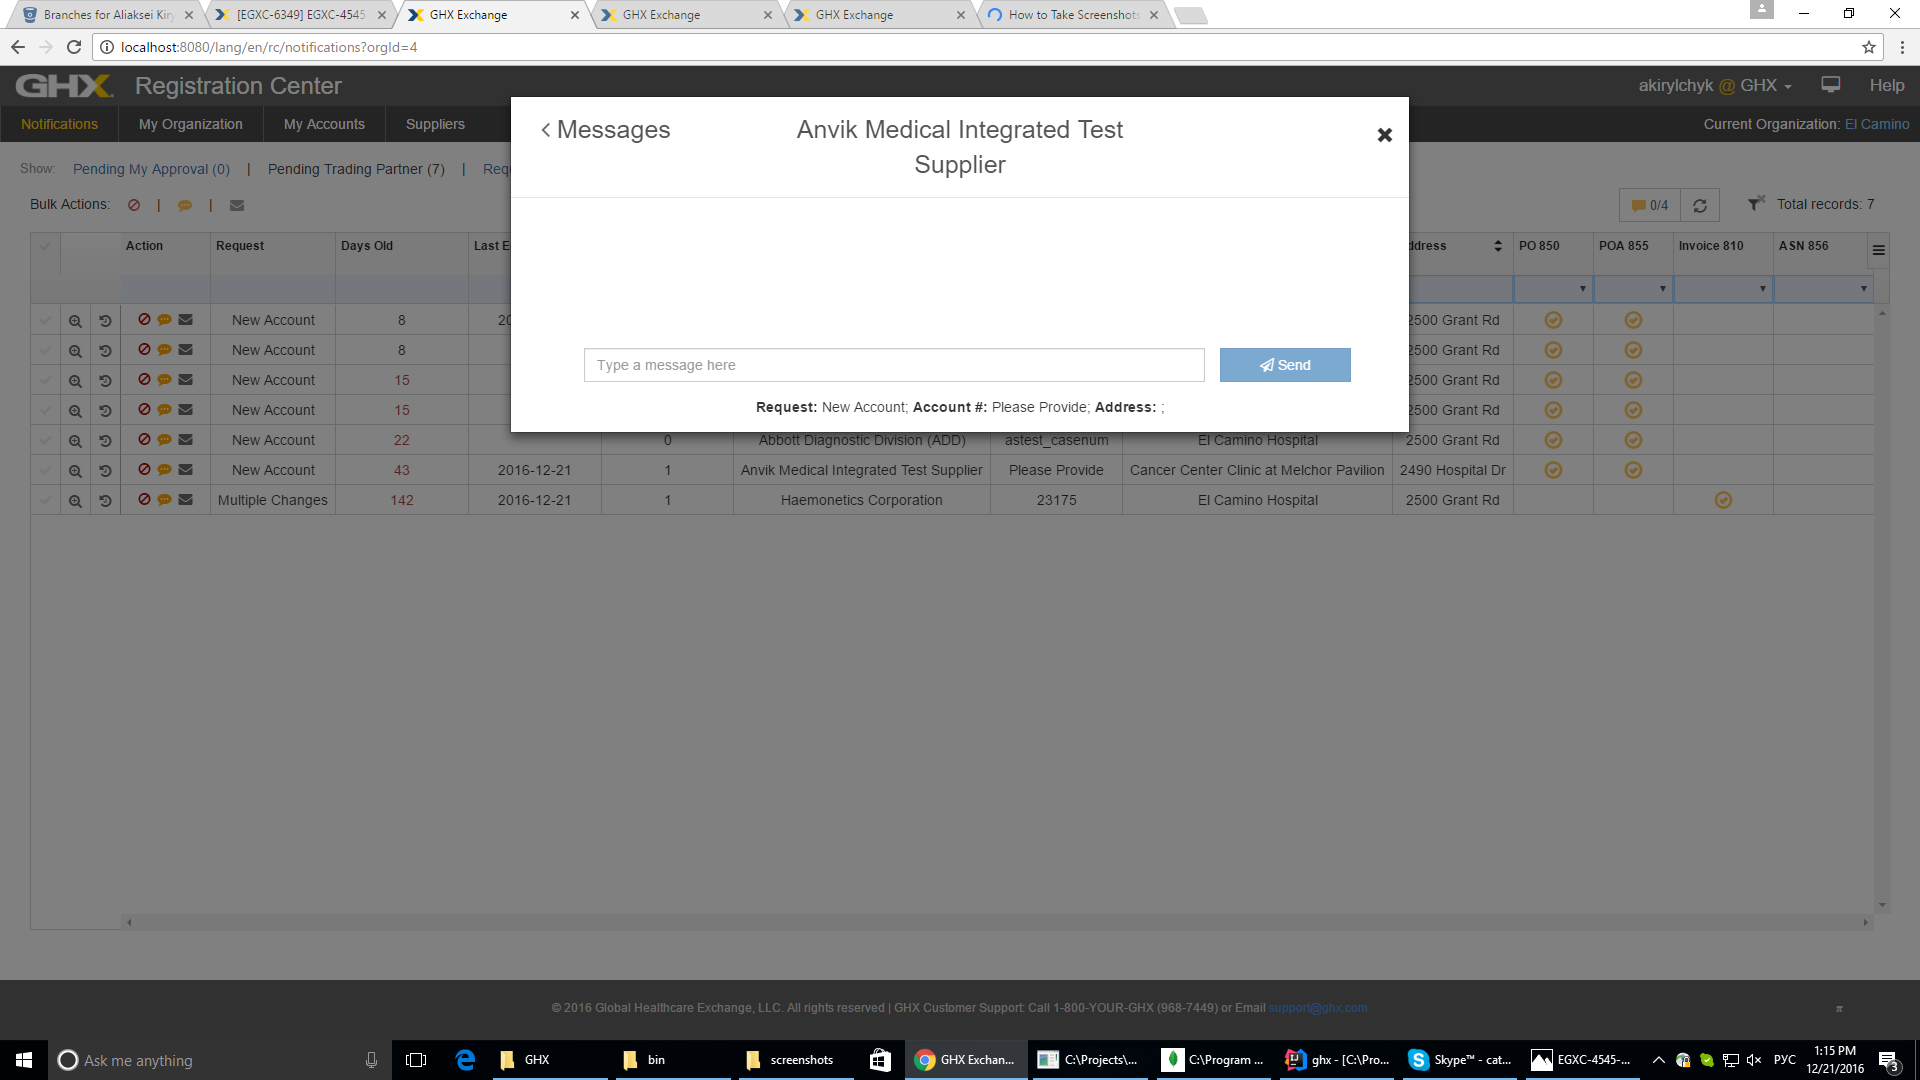 Branches for Aliaksei Kiry
[EGXC-6349] EGXC-4545
GHX Exchange
GHX Exchange
GHX Exchange
How to Take Screenshots
localhost:8080/lang/en/rc/notifications?orgId=4
GHX Registration Center
akirylchyk @ GHX
Help
Notifications My Organization My Accounts Suppliers
Current Organization: El Camino
Show: Pending My Approval (0) | Pending Trading Partner (7) | Req
Bulk Actions: | |
0/4
Total records: 7
< Messages
Anvik Medical Integrated Test
Supplier
Type a message here
Send
Request: New Account; Account #: Please Provide; Address: ;
Action Request Days Old Last E ddress PO 850 POA 855 Invoice 810 ASN 856
New Account 8 20 2500 Grant Rd
New Account 8 2500 Grant Rd
New Account 15 2500 Grant Rd
New Account 15 2500 Grant Rd
New Account 22 0 Abbott Diagnostic Division (ADD) astest_casenum El Camino Hospital 2500 Grant Rd
New Account 43 2016-12-21 1 Anvik Medical Integrated Test Supplier Please Provide Cancer Center Clinic at Melchor Pavilion 2490 Hospital Dr
Multiple Changes 142 2016-12-21 1 Haemonetics Corporation 23175 El Camino Hospital 2500 Grant Rd
© 2016 Global Healthcare Exchange, LLC. All rights reserved | GHX Customer Support: Call 1-800-YOUR-GHX (968-7449) or Email support@ghx.com
π
Ask me anything
GHX
bin
screenshots
GHX Exchan...
C:\Projects\...
C:\Program ...
ghx - [C:\Pro...
Skype™ - cat...
EGXC-4545-...
РУС
1:15 PM
12/21/2016
3